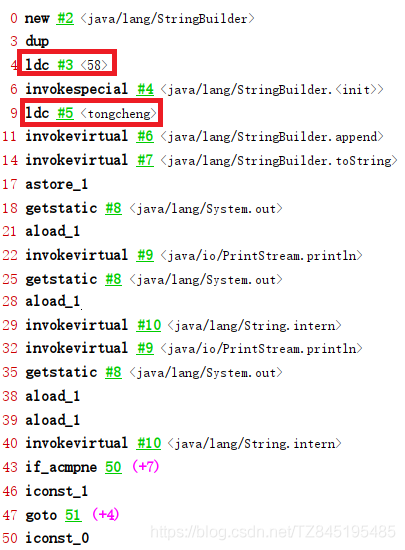 0 new #2 <java/lang/StringBuilder>
3 dup
4 ldc #3 <58>
6 invokespecial #4 <java/lang/StringBuilder.<init>>
9 ldc #5 <tongcheng>
11 invokevirtual #6 <java/lang/StringBuilder.append>
14 invokevirtual #7 <java/lang/StringBuilder.toString>
17 astore_1
18 getstatic #8 <java/lang/System.out>
21 aload_1
22 invokevirtual #9 <java/io/PrintStream.println>
25 getstatic #8 <java/lang/System.out>
28 aload_1
29 invokevirtual #10 <java/lang/String.intern>
32 invokevirtual #9 <java/io/PrintStream.println>
35 getstatic #8 <java/lang/System.out>
38 aload_1
39 aload_1
40 invokevirtual #10 <java/lang/String.intern>
43 if_acmpne 50 (+7)
46 iconst_1
47 goto 51 (+4)
50 iconst_0
https://blog.csdn.net/TZ845195485